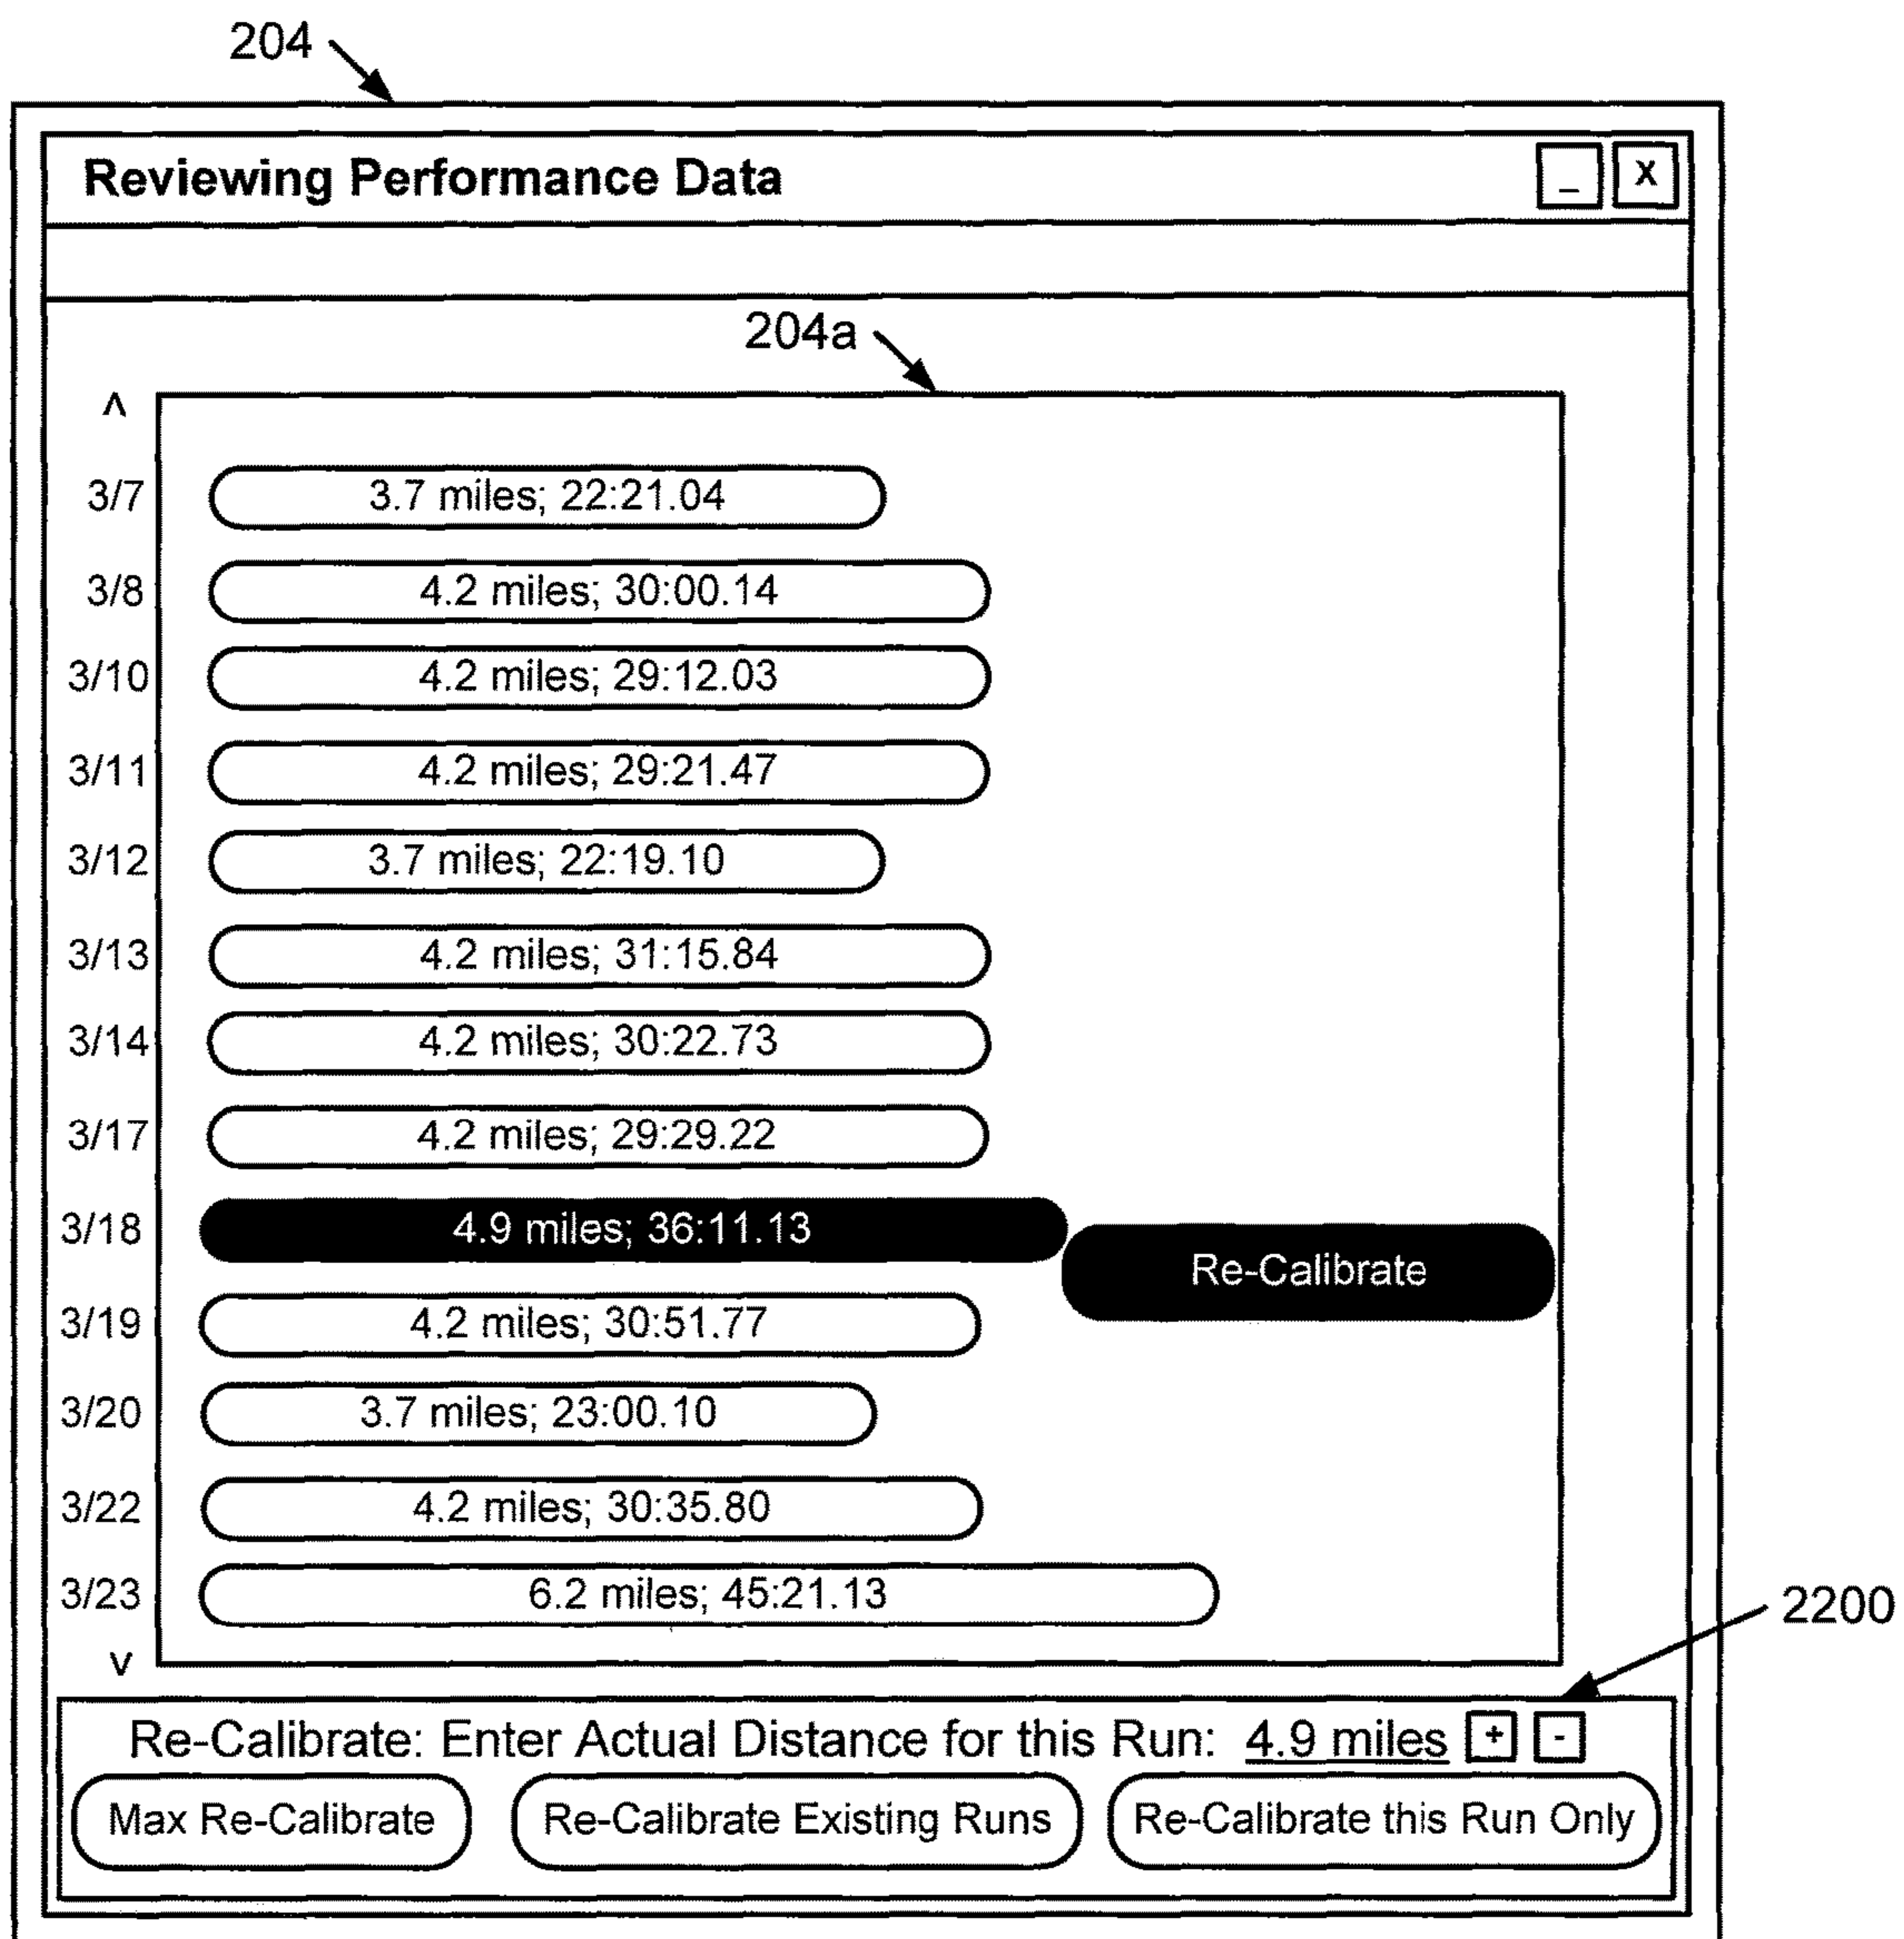 204
Reviewing Performance Data _ X
204a
^
3/7 3.7 miles; 22:21.04
3/8 4.2 miles; 30:00.14
3/10 4.2 miles; 29:12.03
3/11 4.2 miles; 29:21.47
3/12 3.7 miles; 22:19.10
3/13 4.2 miles; 31:15.84
3/14 4.2 miles; 30:22.73
3/17 4.2 miles; 29:29.22
3/18 4.9 miles; 36:11.13
Re-Calibrate
3/19 4.2 miles; 30:51.77
3/20 3.7 miles; 23:00.10
3/22 4.2 miles; 30:35.80
3/23 6.2 miles; 45:21.13
2200
v
Re-Calibrate: Enter Actual Distance for this Run: 4.9 miles + -
Max Re-Calibrate Re-Calibrate Existing Runs Re-Calibrate this Run Only